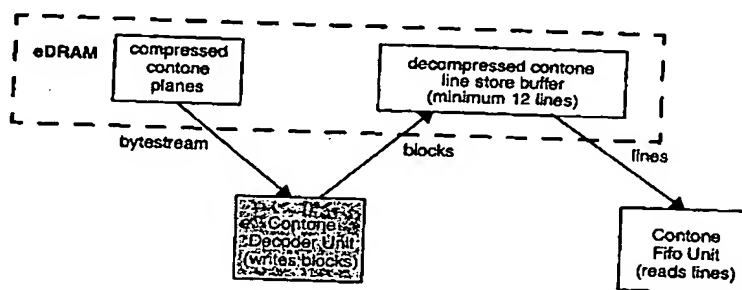 eDRAM
compressed
contone
planes
decompressed contone
line store buffer
(minimum 12 lines)
bytestream
blocks
lines
Contone
Decoder Unit
(writes blocks)
Contone
Fifo Unit
(reads lines)